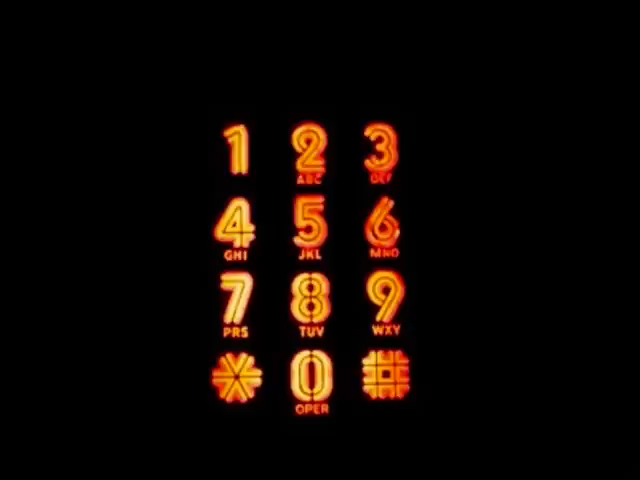 1 2 3
ABC DEF
4 5 6
GHI JKL MNO
7 8 9
PRS TUV WXY
* 0 #
OPER